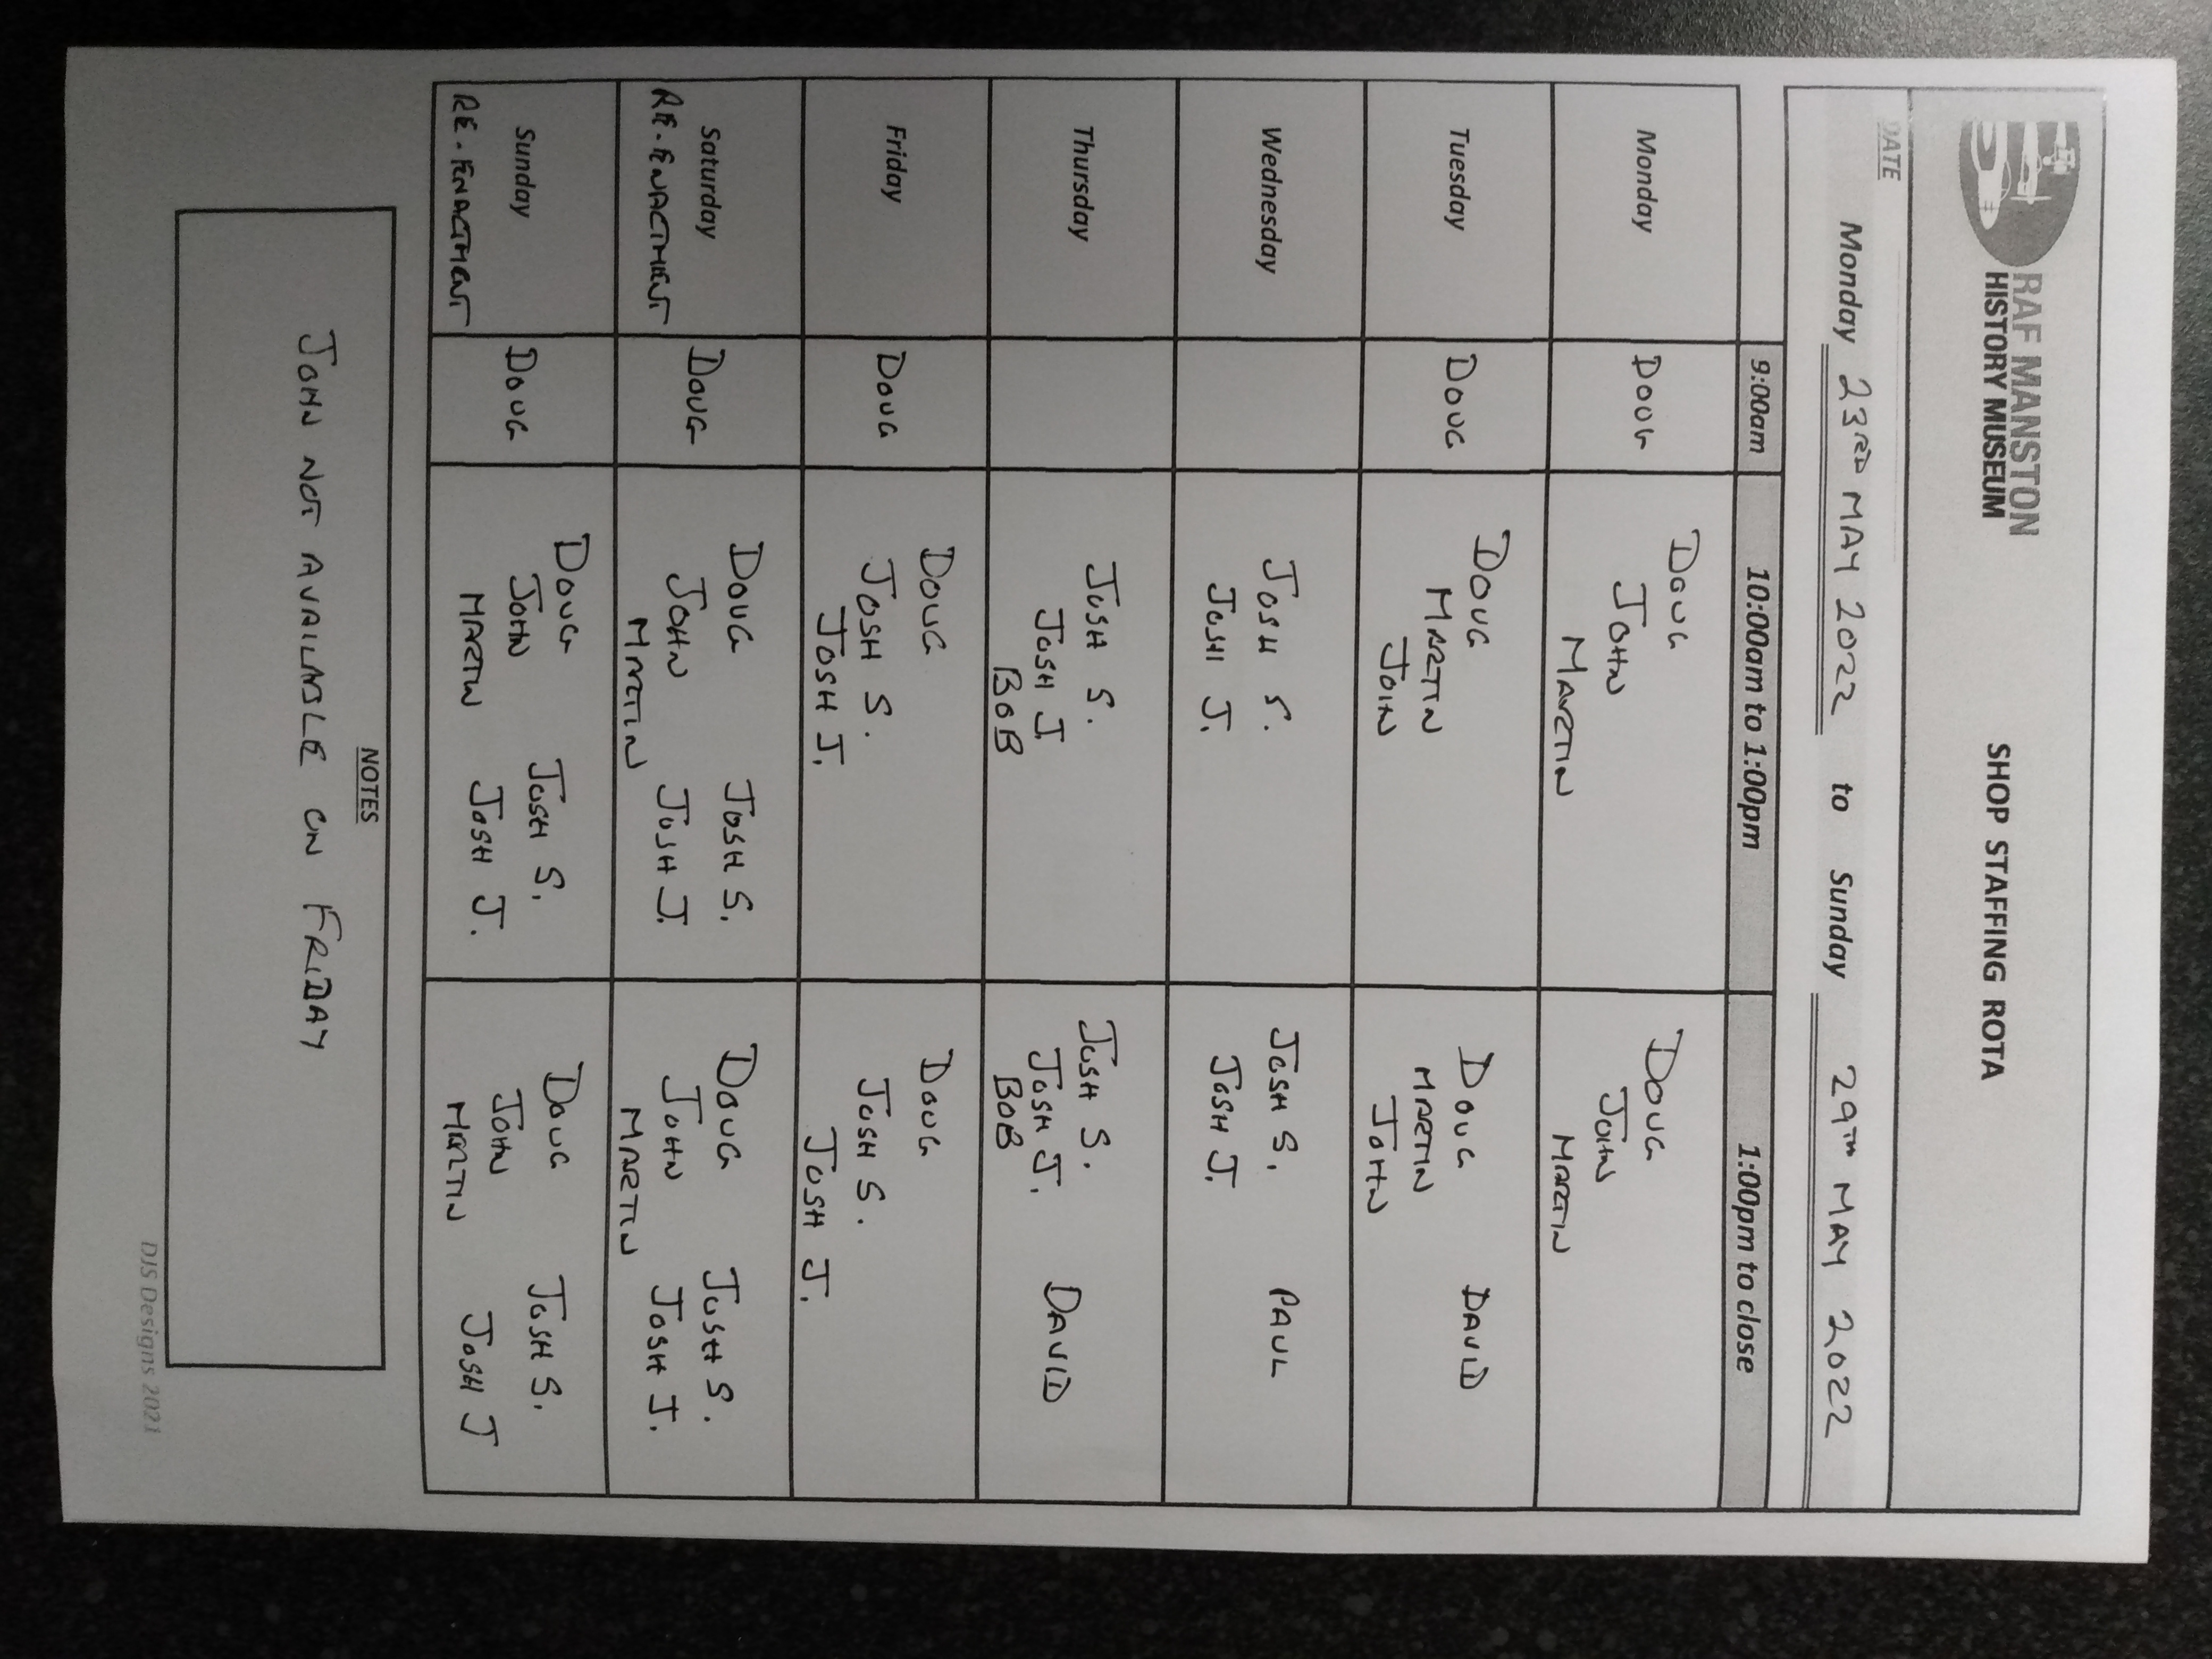 RAF MANSTON
HISTORY MUSEUM
SHOP STAFFING ROTA
DATE
Monday 23RD MAY 2022 to Sunday 29TH MAY 2022
9:00am 10:00am to 1:00pm 1:00pm to close
Monday
DOUG
DOUG
JOHN
MARTIN
DOUG
JOHN
MARTIN
Tuesday
DOUG
DOUG
MARTIN
JOHN
DOUG DAVID
MARTIN
JOHN
Wednesday
JOSH S.
JOSH J.
JOSH S. PAUL
JOSH J.
Thursday
JOSH S.
JOSH J.
BOB
JOSH S.
JOSH J. DAVID
BOB
Friday
DOUG
DOUG
JOSH S.
JOSH J.
DOUG
JOSH S.
JOSH J.
Saturday
RE-ENACTMENT
DOUG
DOUG JOSH S.
JOHN JOSH J.
MARTIN
DOUG JOSH S.
JOHN JOSH J.
MARTIN
Sunday
RE-ENACTMENT
DOUG
DOUG JOSH S.
JOHN
MARTIN JOSH J.
DOUG JOSH S.
JOHN
MARTIN JOSH J
NOTES
JOHN NOT AVAILABLE ON FRIDAY
DJS Designs 2021